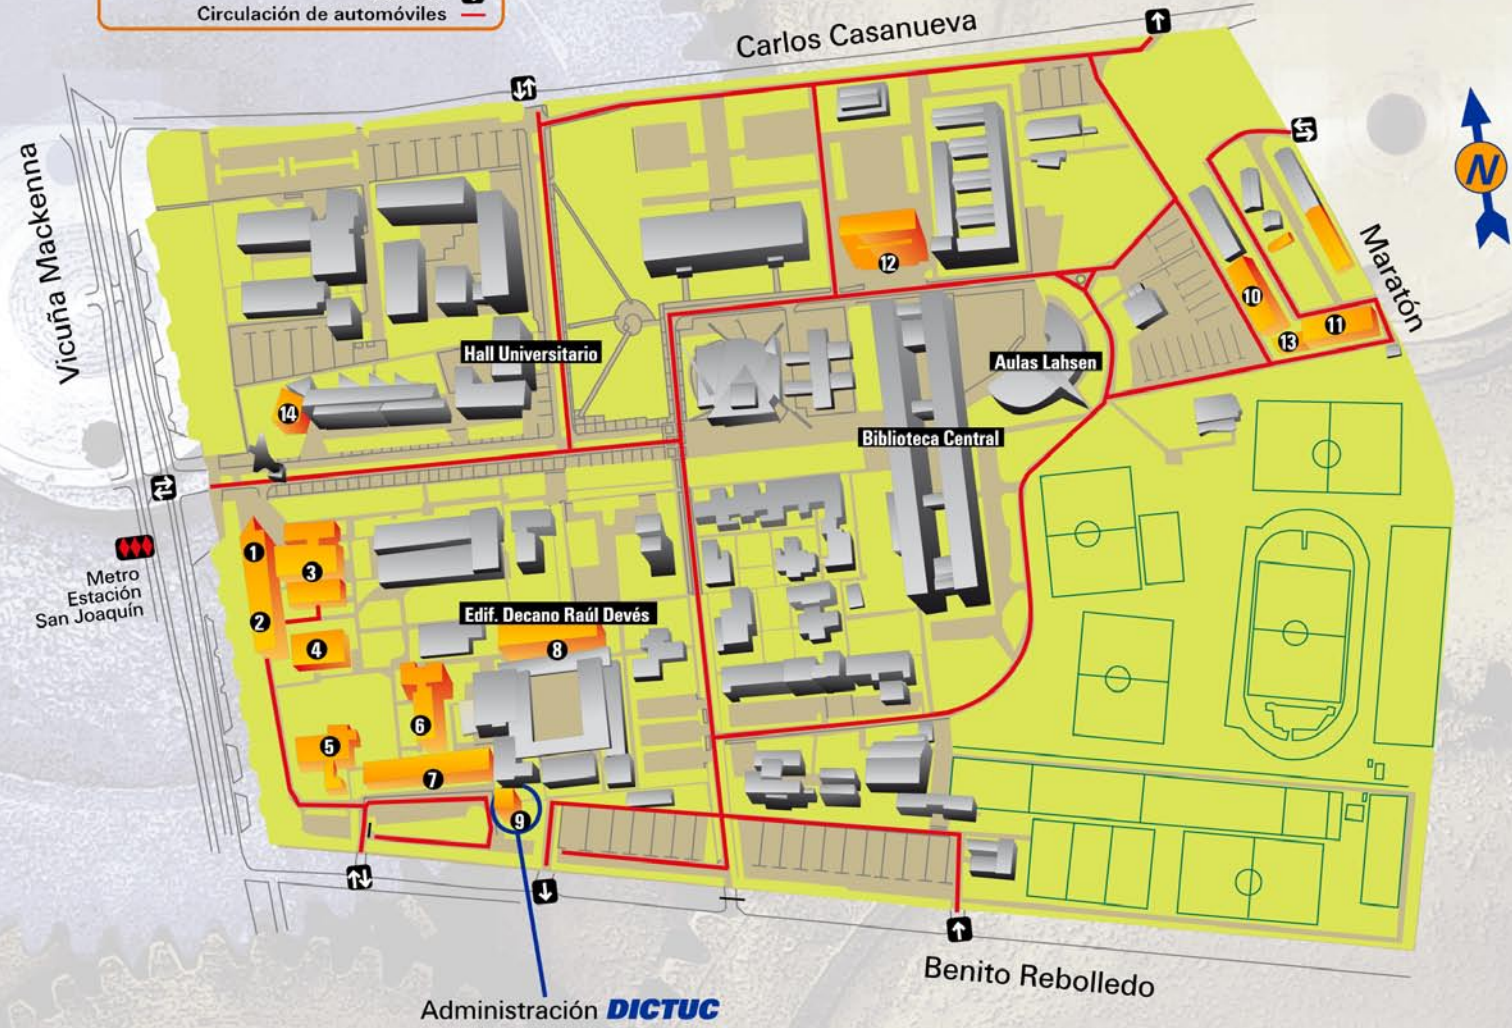 Circulación de automóviles
Carlos Casanueva
N
Vicuña Mackenna
Maratón
12
10
11
13
Hall Universitario
Aulas Lahsen
14
Biblioteca Central
1
3
Metro
Estación
San Joaquín
2
4
Edif. Decano Raúl Devés
8
6
5
7
9
Benito Rebolledo
Administración DICTUC